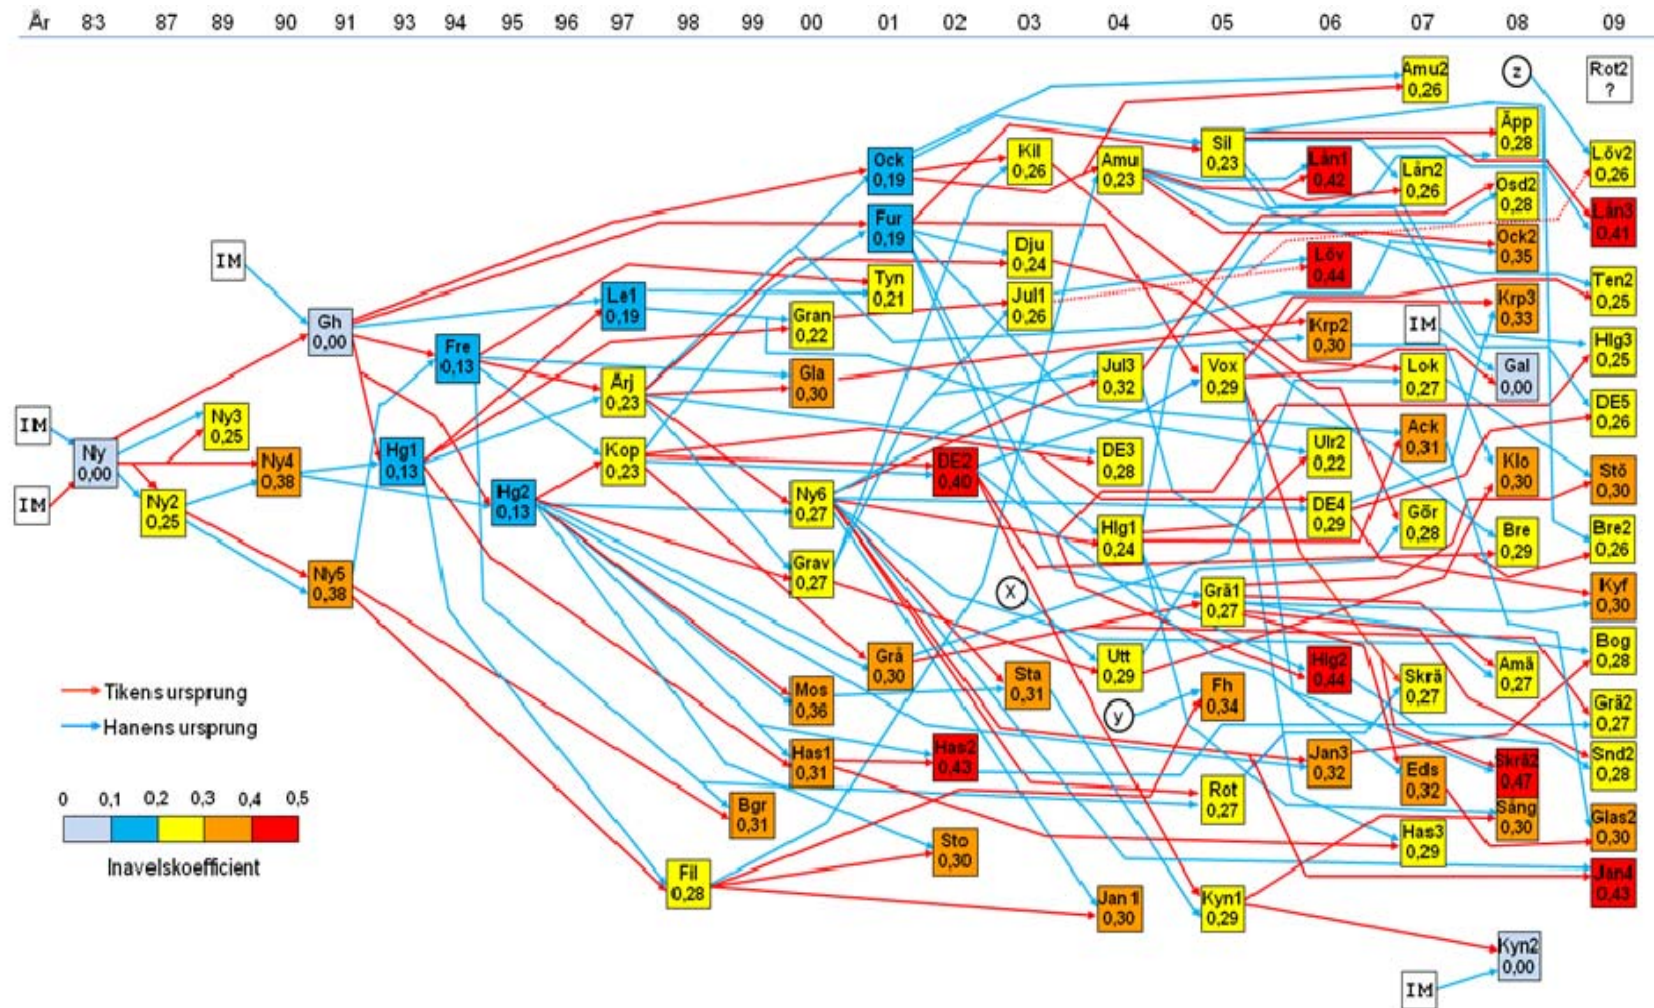 År 83 87 89 90 91 93 94 95 96 97 98 99 00 01 02 03 04 05 06 07 08 09
IM
IM
Ny
0,00
Ny2
0,25
IM
Ny3
0,25
Ny4
0,38
Gh
0,00
Ny5
0,38
Hg1
0,13
Fre
0,13
Hg2
0,13
Le1
0,19
Årj
0,23
Kop
0,23
Fil
0,28
Bgr
0,31
Gran
0,22
Gla
0,30
Ny6
0,27
Grav
0,27
Mos
0,36
Has1
0,31
Ock
0,19
Fur
0,19
Tyn
0,21
Grå
0,30
DE2
0,40
Has2
0,43
Sto
0,30
Kil
0,26
Dju
0,24
Jul1
0,26
X
Sta
0,31
Amu
0,23
Jul3
0,32
DE3
0,28
Hlg1
0,24
Utt
0,29
y
Jan 1
0,30
Sil
0,23
Vox
0,29
Grä1
0,27
Fh
0,34
Rot
0,27
Kyn1
0,29
Lån1
0,42
Löv
0,44
Krp2
0,30
Ulr2
0,22
DE4
0,29
Hlg2
0,44
Jan3
0,32
Amu2
0,26
Lån2
0,26
IM
Lok
0,27
Ack
0,31
Gör
0,28
Skrä
0,27
Eds
0,32
Has3
0,29
IM
z
Äpp
0,28
Osd2
0,28
Ock2
0,35
Krp3
0,33
Gal
0,00
Klo
0,30
Bre
0,29
Amä
0,27
Skrä2
0,47
Sång
0,30
Kyn2
0,00
Rot2
?
Löv2
0,26
Lån3
0,41
Ten2
0,25
Hlg3
0,25
DE5
0,26
Stö
0,30
Bre2
0,26
Kyf
0,30
Bog
0,28
Grä2
0,27
Snd2
0,28
Glas2
0,30
Jan4
0,43
Tikens ursprung
Hanens ursprung
0 0,1 0,2 0,3 0,4 0,5
Inavelskoefficient